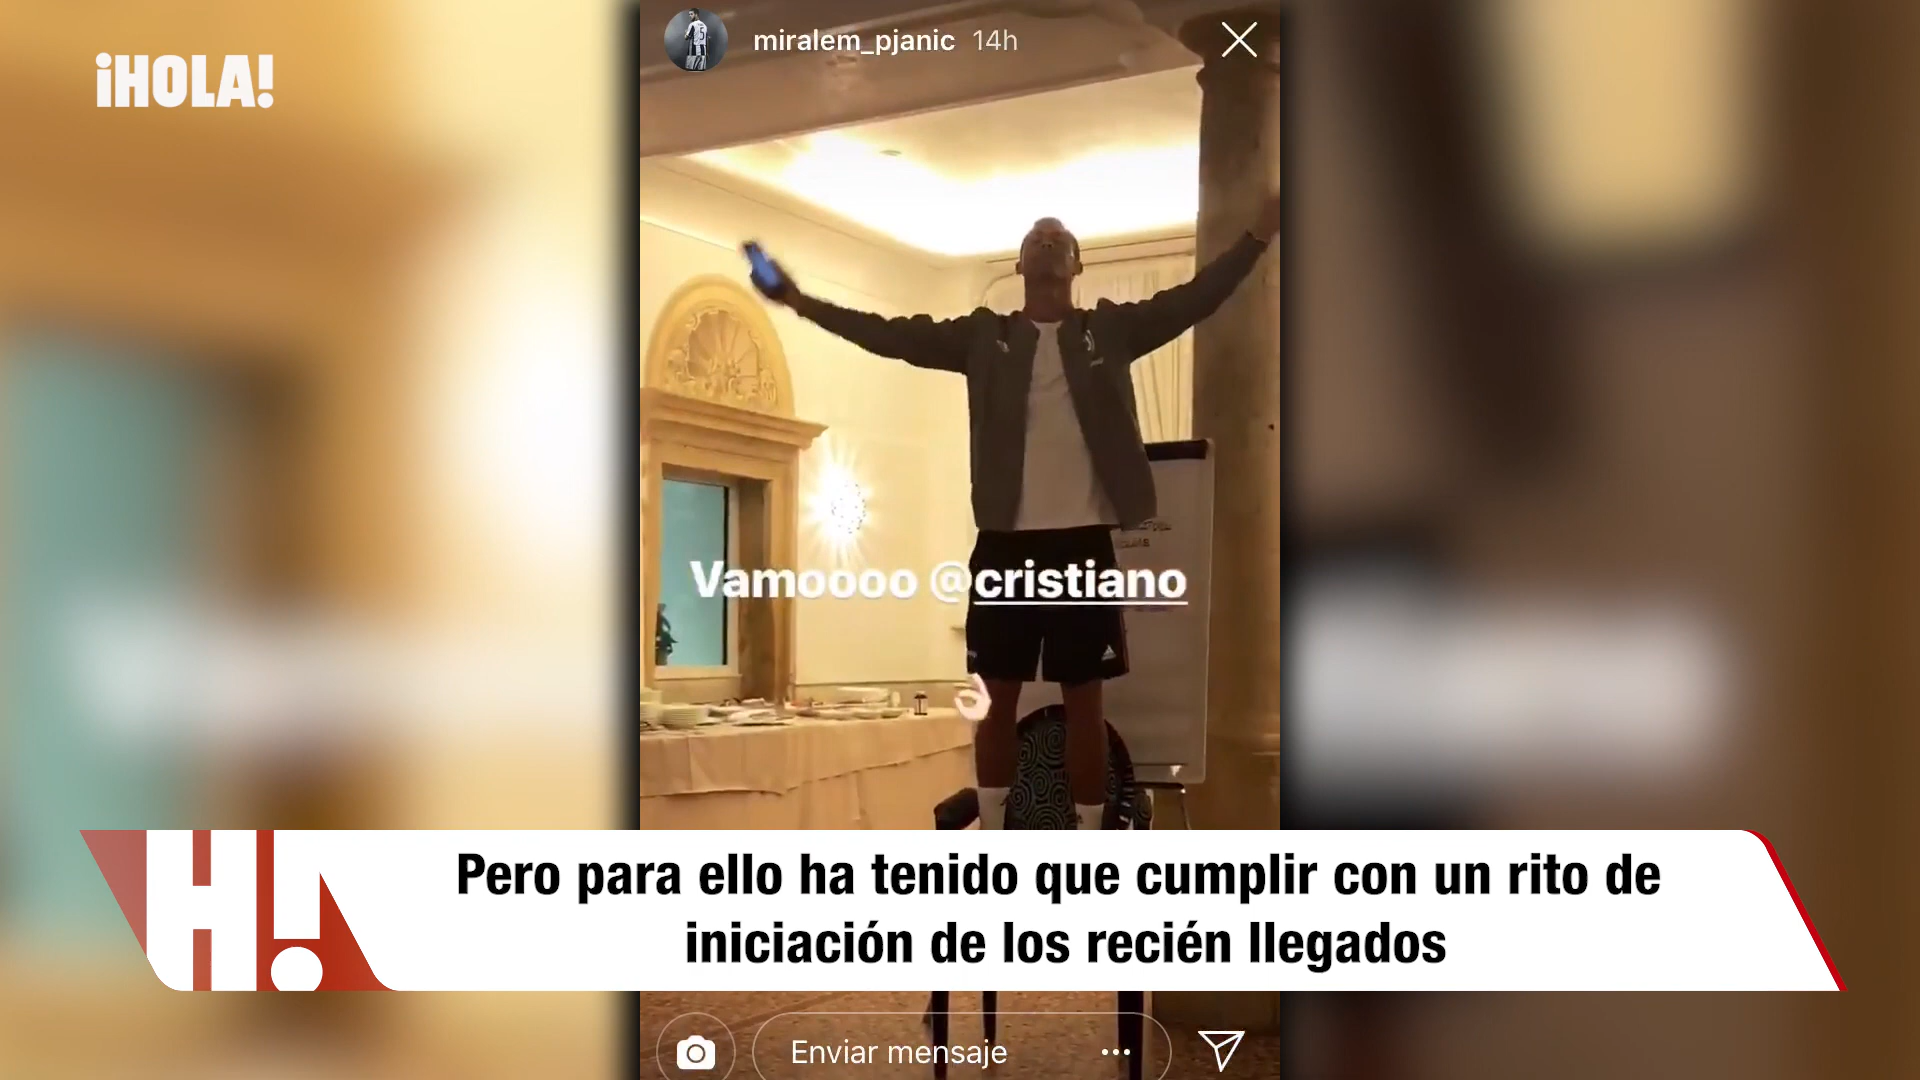 ¡HOLA!
miralem_pjanic 14h
Vamoooo @cristiano
H!
Pero para ello ha tenido que cumplir con un rito de
iniciación de los recién llegados
Enviar mensaje